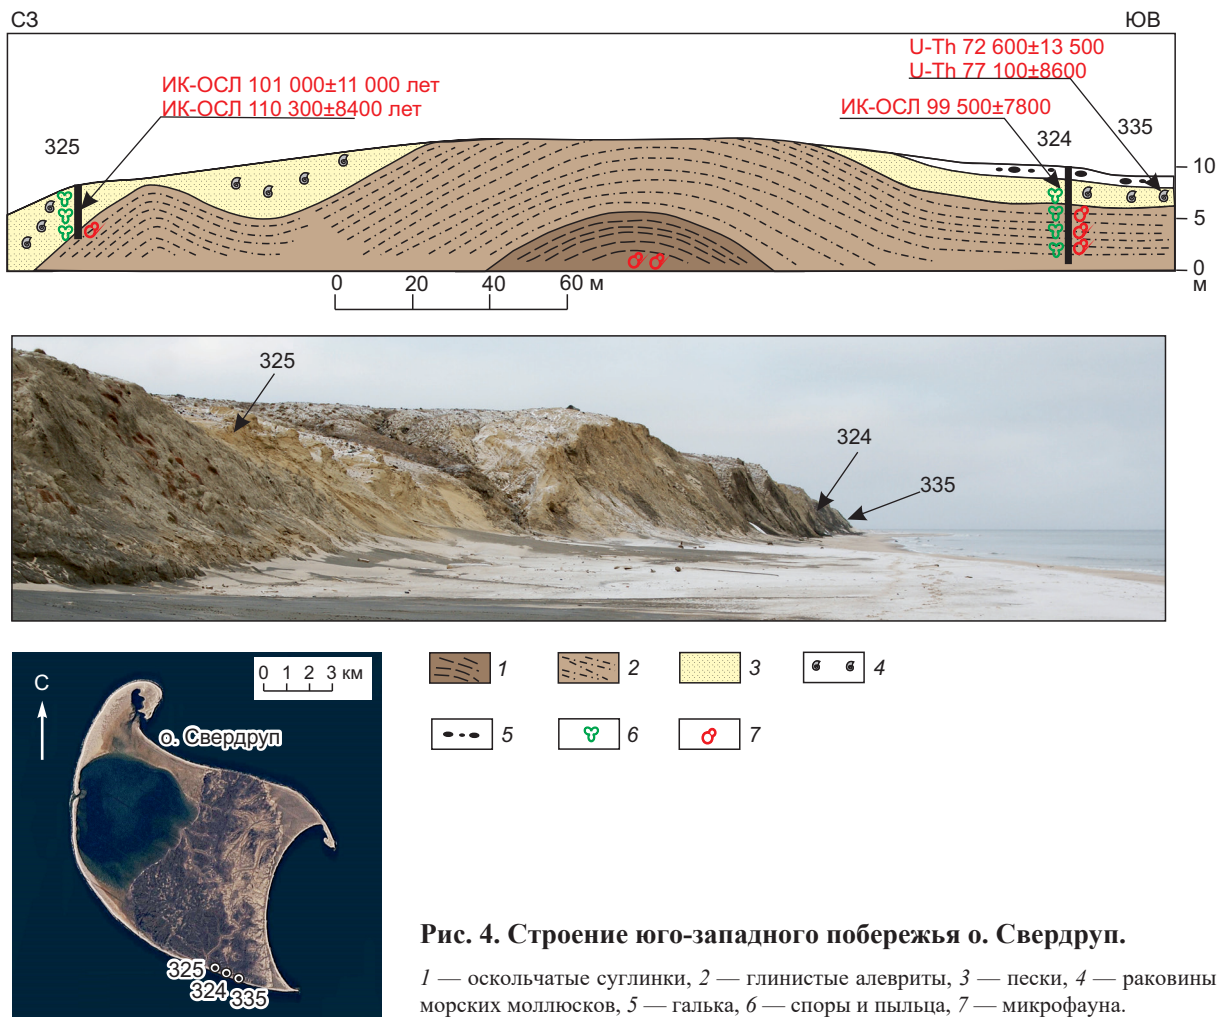 СЗ
ЮВ
U-Th 72 600±13 500
U-Th 77 100±8600
ИК-ОСЛ 101 000±11 000 лет
ИК-ОСЛ 110 300±8400 лет
ИК-ОСЛ 99 500±7800
325
324
335
10
5
0
м
0 20 40 60 м
325
324
335
0 1 2 3 км
С
о. Свердруп
325
324
335
1 2 3 4
5 6 7
Рис. 4. Строение юго-западного побережья о. Свердруп.
1 — оскольчатые суглинки, 2 — глинистые алевриты, 3 — пески, 4 — раковины
морских моллюсков, 5 — галька, 6 — споры и пыльца, 7 — микрофауна.